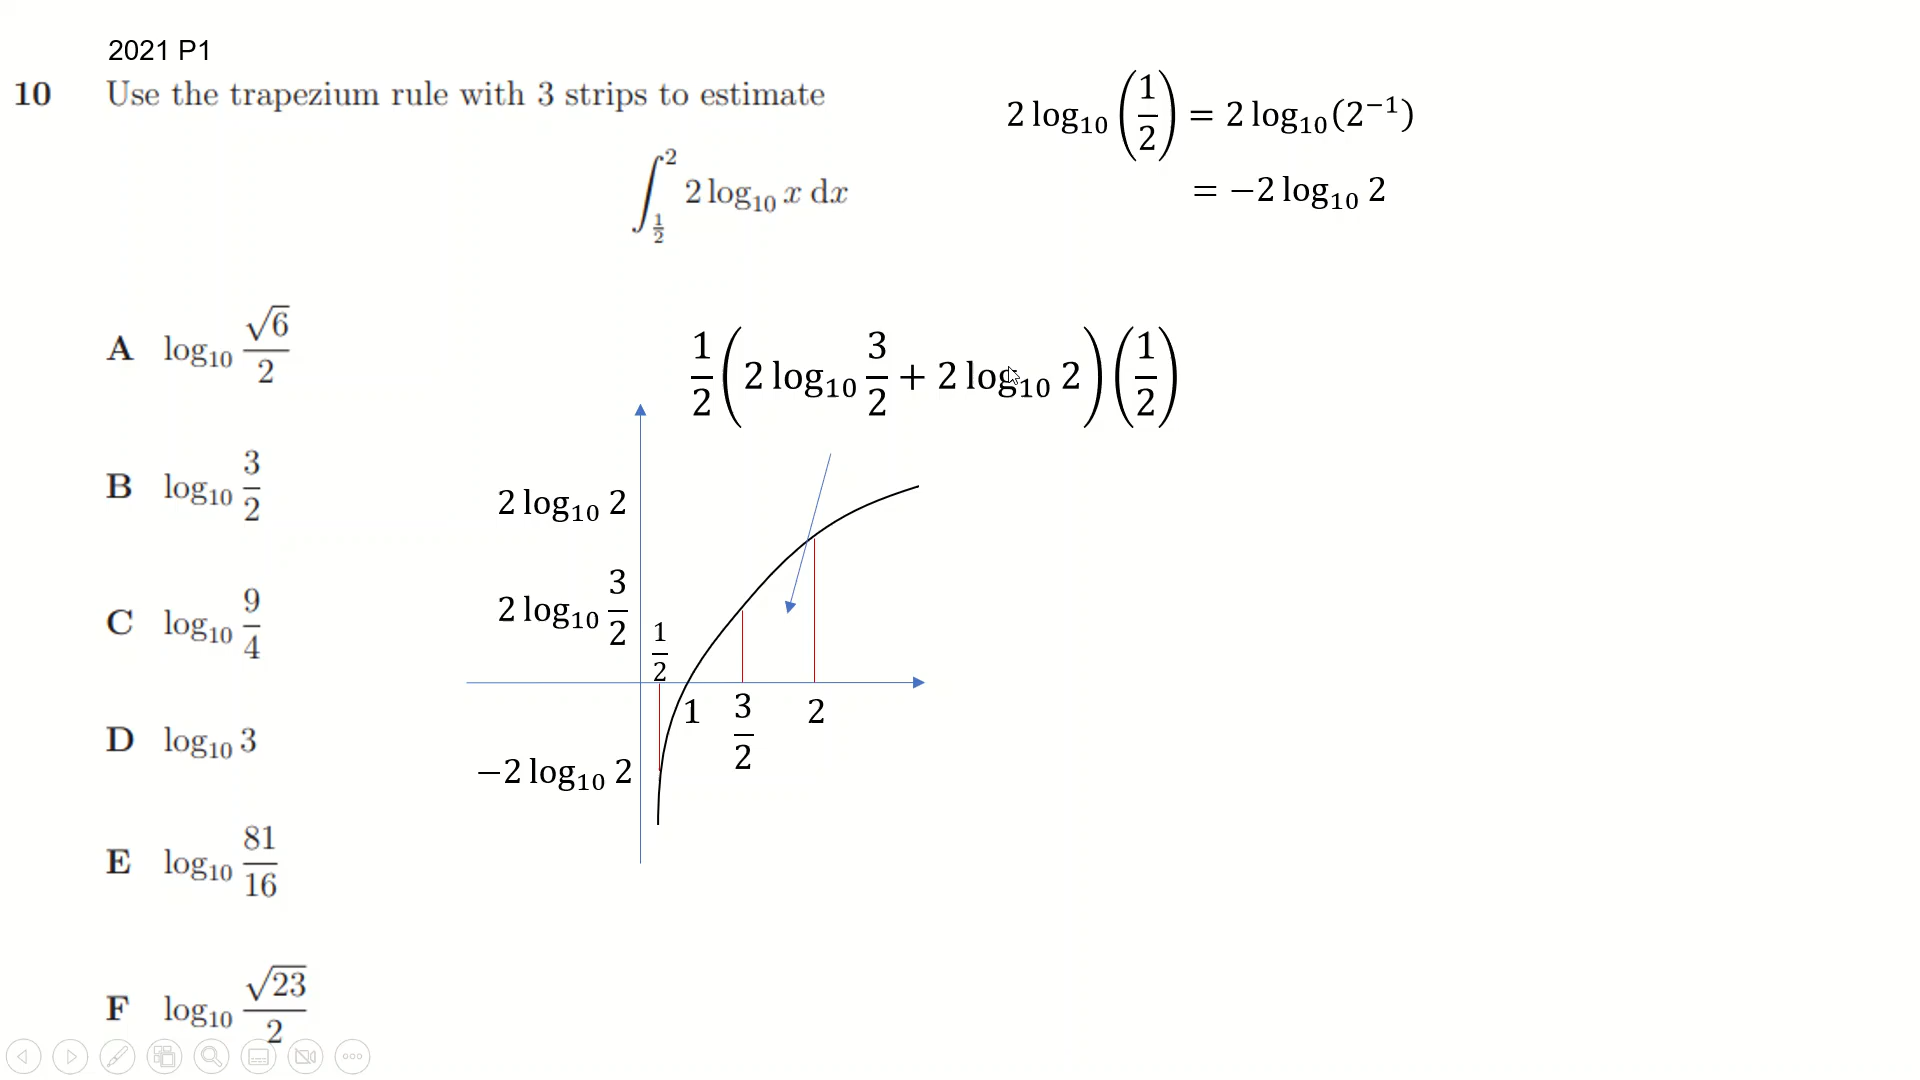 2021 P1
10 Use the trapezium rule with 3 strips to estimate
∫_{1/2}^{2} 2 log₁₀ x dx
2 log₁₀ (1/2) = 2 log₁₀(2⁻¹)
= −2 log₁₀ 2
A log₁₀ √6/2
B log₁₀ 3/2
C log₁₀ 9/4
D log₁₀ 3
E log₁₀ 81/16
F log₁₀ √23/2
1/2 (2 log₁₀ 3/2 + 2 log₁₀ 2) (1/2)
2 log₁₀ 2
2 log₁₀ 3/2
1/2
1 3/2 2
−2 log₁₀ 2